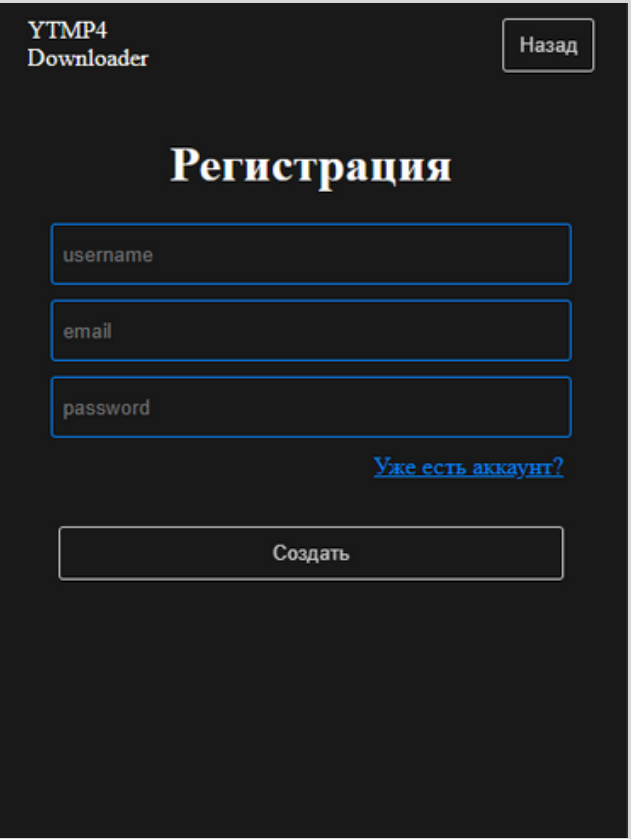 YTMP4
Downloader
Назад
Регистрация
username
email
password
Уже есть аккаунт?
Создать